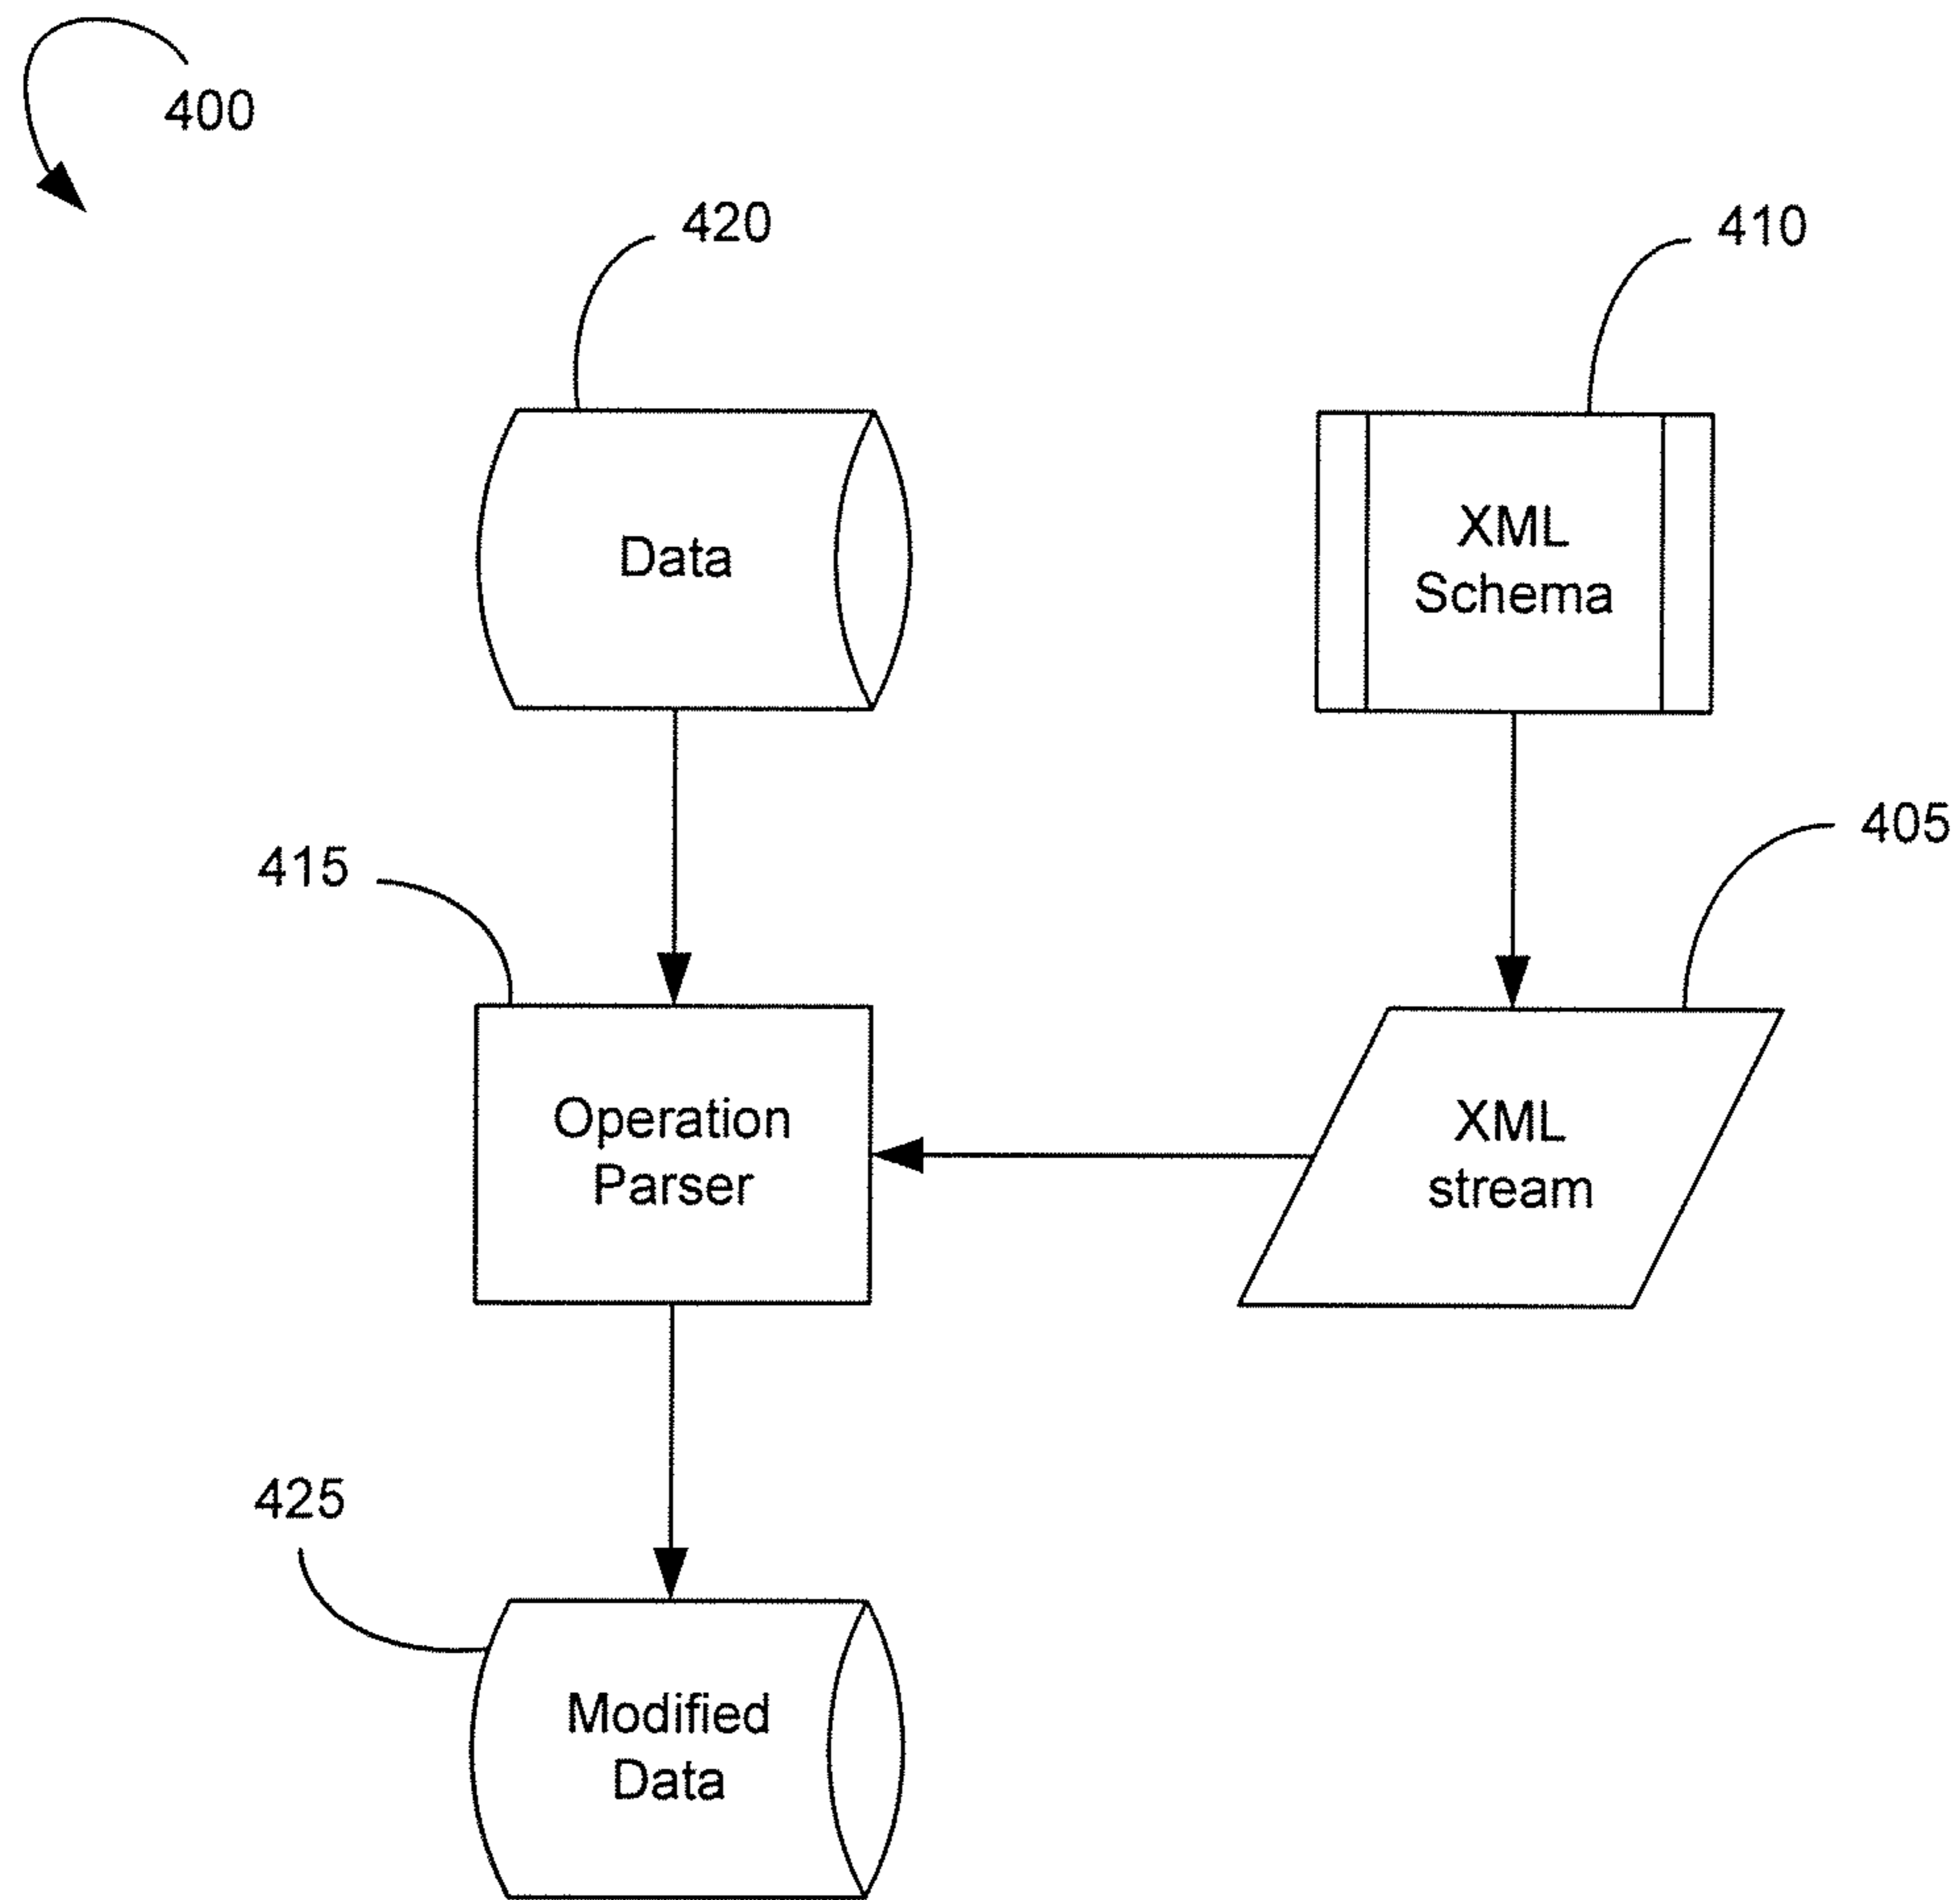 400
420
410
Data
XML
Schema
415
405
Operation
Parser
XML
stream
425
Modified
Data